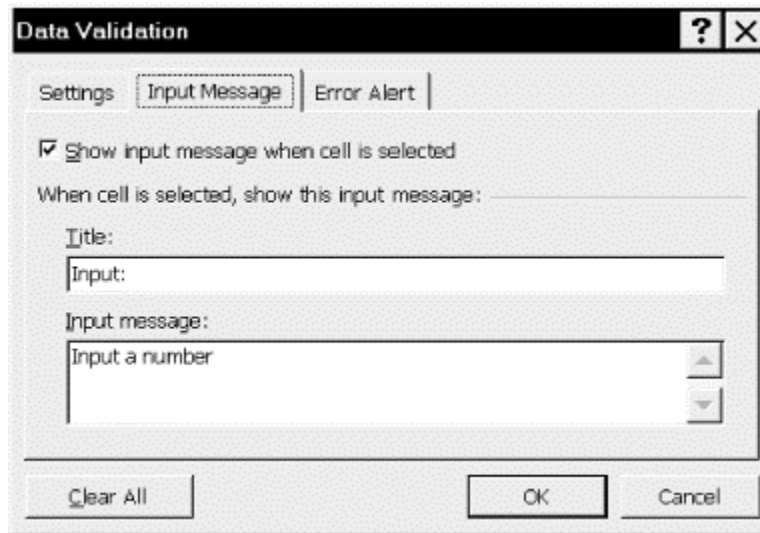 Data Validation ?
Settings Input Message Error Alert
Show input message when cell is selected
When cell is selected, show this input message:
Title:
Input:
Input message:
Input a number
Clear All OK Cancel